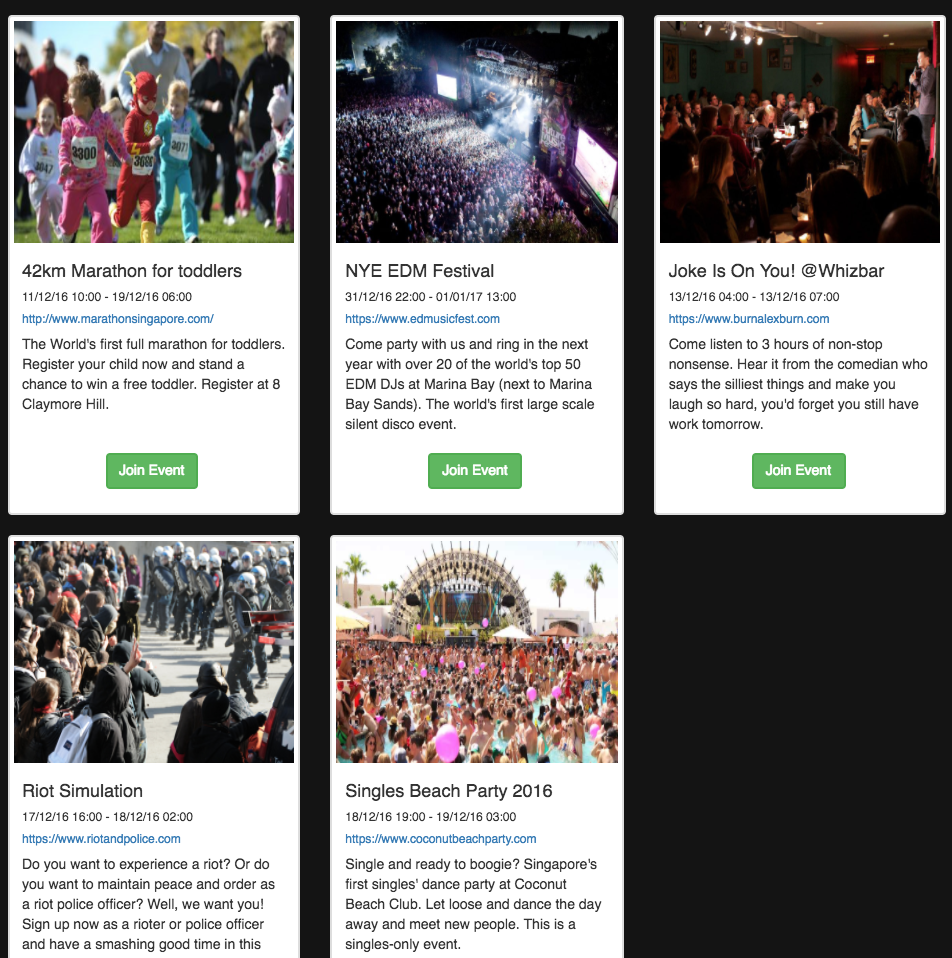 3047
3300
3086
3071
42km Marathon for toddlers
11/12/16 10:00 - 19/12/16 06:00
http://www.marathonsingapore.com/
The World's first full marathon for toddlers.
Register your child now and stand a
chance to win a free toddler. Register at 8
Claymore Hill.
Join Event
NYE EDM Festival
31/12/16 22:00 - 01/01/17 13:00
https://www.edmusicfest.com
Come party with us and ring in the next
year with over 20 of the world's top 50
EDM DJs at Marina Bay (next to Marina
Bay Sands). The world's first large scale
silent disco event.
Join Event
Joke Is On You! @Whizbar
13/12/16 04:00 - 13/12/16 07:00
https://www.burnalexburn.com
Come listen to 3 hours of non-stop
nonsense. Hear it from the comedian who
says the silliest things and make you
laugh so hard, you'd forget you still have
work tomorrow.
Join Event
POLICE
Riot Simulation
17/12/16 16:00 - 18/12/16 02:00
https://www.riotandpolice.com
Do you want to experience a riot? Or do
you want to maintain peace and order as
a riot police officer? Well, we want you!
Sign up now as a rioter or police officer
and have a smashing good time in this
Singles Beach Party 2016
18/12/16 19:00 - 19/12/16 03:00
https://www.coconutbeachparty.com
Single and ready to boogie? Singapore's
first singles' dance party at Coconut
Beach Club. Let loose and dance the day
away and meet new people. This is a
singles-only event.